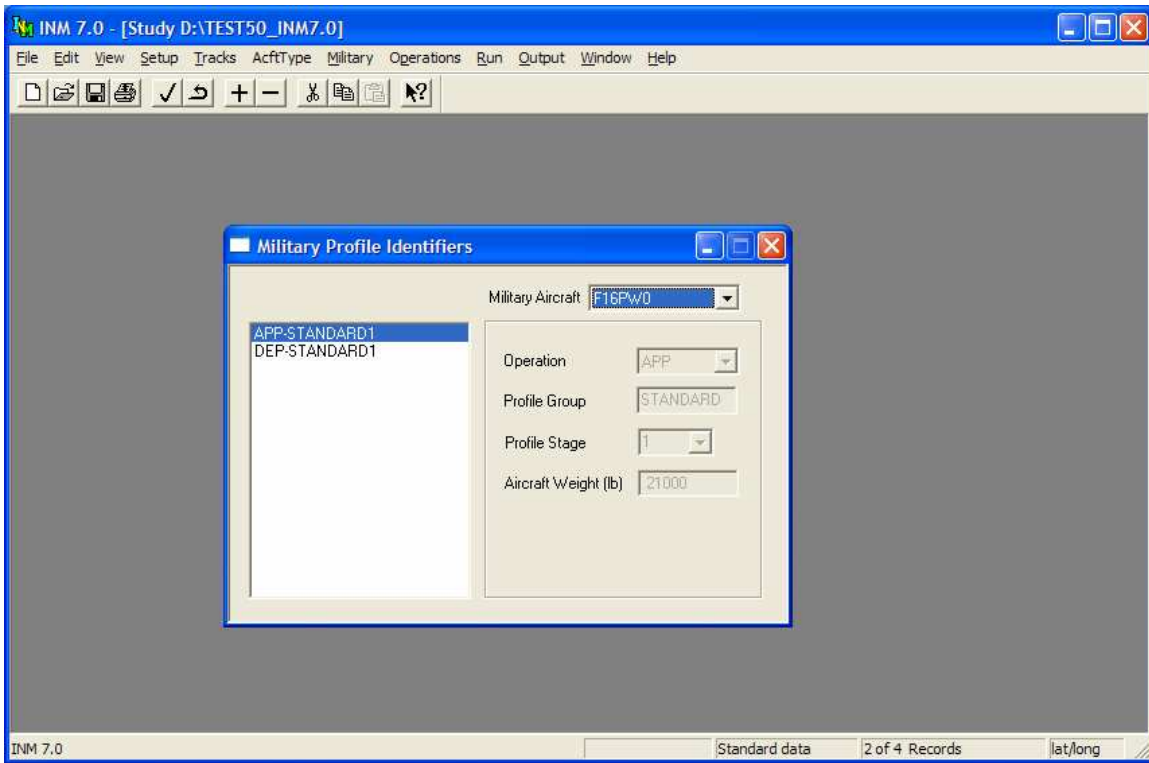 INM 7.0 - [Study D:\TEST50_INM7.0]
File Edit View Setup Tracks AcftType Military Operations Run Output Window Help
Military Profile Identifiers
Military Aircraft F16PW0
APP-STANDARD1
DEP-STANDARD1
Operation APP
Profile Group STANDARD
Profile Stage 1
Aircraft Weight (lb) 21000
INM 7.0 Standard data 2 of 4 Records lat/long